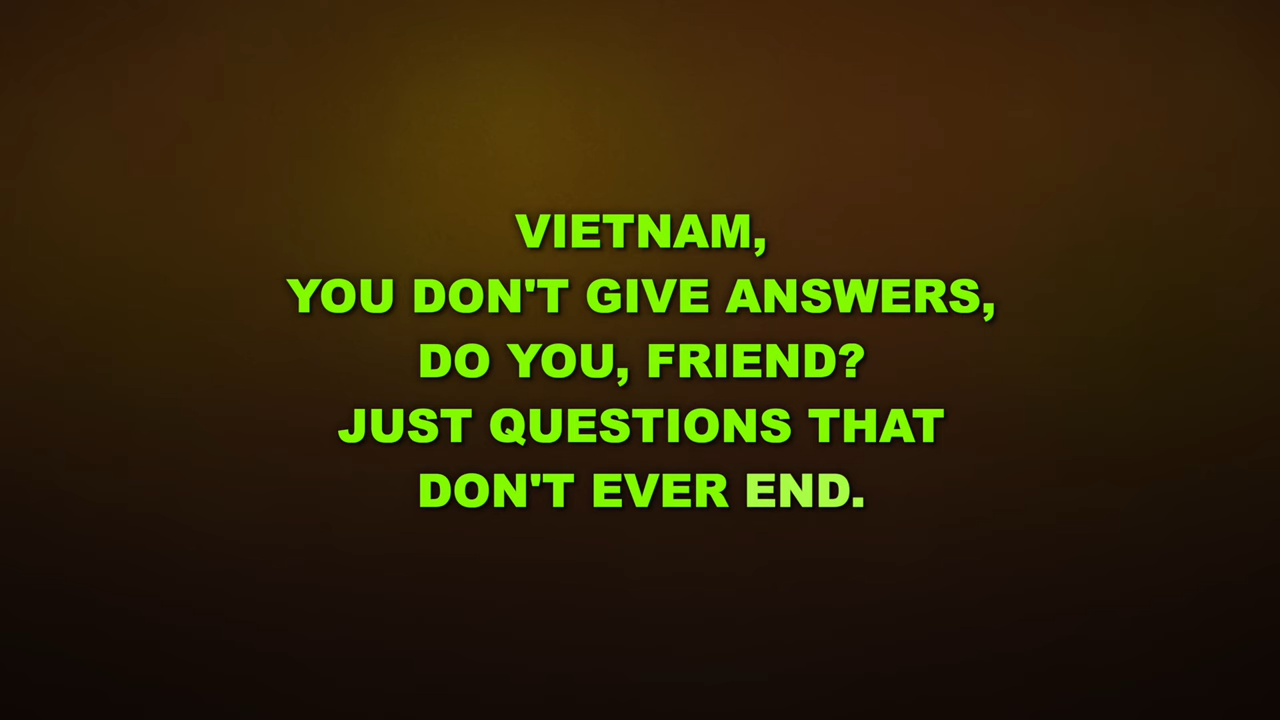 VIETNAM,
YOU DON'T GIVE ANSWERS,
DO YOU, FRIEND?
JUST QUESTIONS THAT
DON'T EVER END.